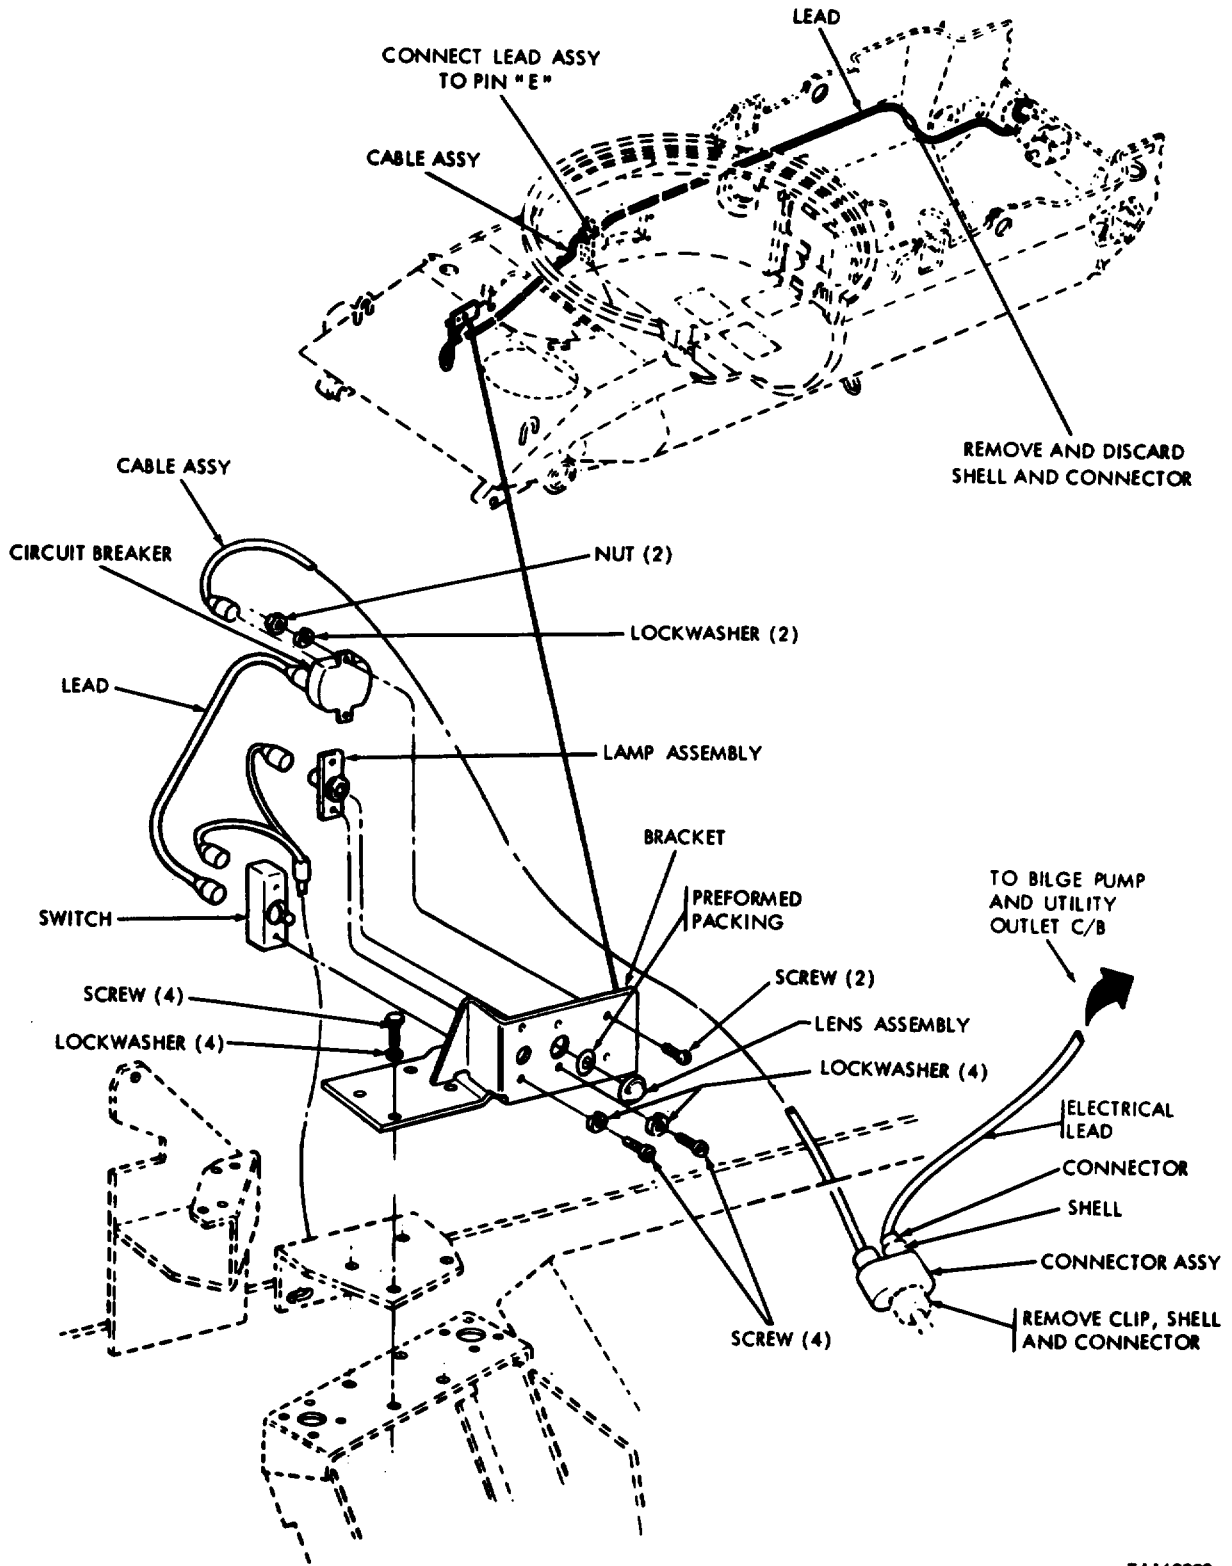 LEAD
CONNECT LEAD ASSY
TO PIN "E"
CABLE ASSY
REMOVE AND DISCARD
SHELL AND CONNECTOR
CABLE ASSY
CIRCUIT BREAKER
NUT (2)
LOCKWASHER (2)
LEAD
LAMP ASSEMBLY
BRACKET
PREFORMED
PACKING
TO BILGE PUMP
AND UTILITY
OUTLET C/B
SWITCH
SCREW (2)
SCREW (4)
LENS ASSEMBLY
LOCKWASHER (4)
LOCKWASHER (4)
ELECTRICAL
LEAD
CONNECTOR
SHELL
CONNECTOR ASSY
REMOVE CLIP, SHELL
AND CONNECTOR
SCREW (4)